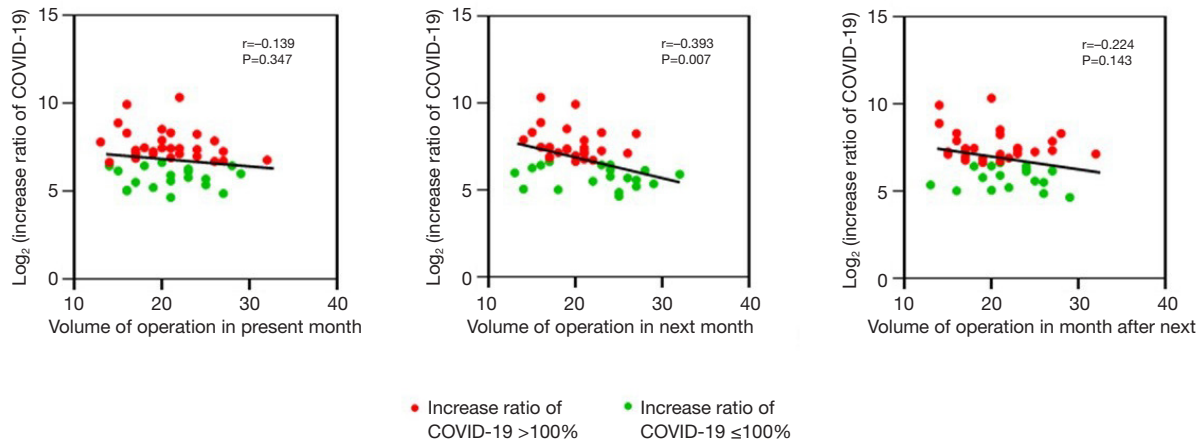 15
10
5
0
Log₂ (increase ratio of COVID-19)
r=−0.139
P=0.347
10 20 30 40
Volume of operation in present month
15
10
5
0
Log₂ (increase ratio of COVID-19)
r=−0.393
P=0.007
10 20 30 40
Volume of operation in next month
15
10
5
0
Log₂ (increase ratio of COVID-19)
r=−0.224
P=0.143
10 20 30 40
Volume of operation in month after next
Increase ratio of
COVID-19 >100%
Increase ratio of
COVID-19 ≤100%